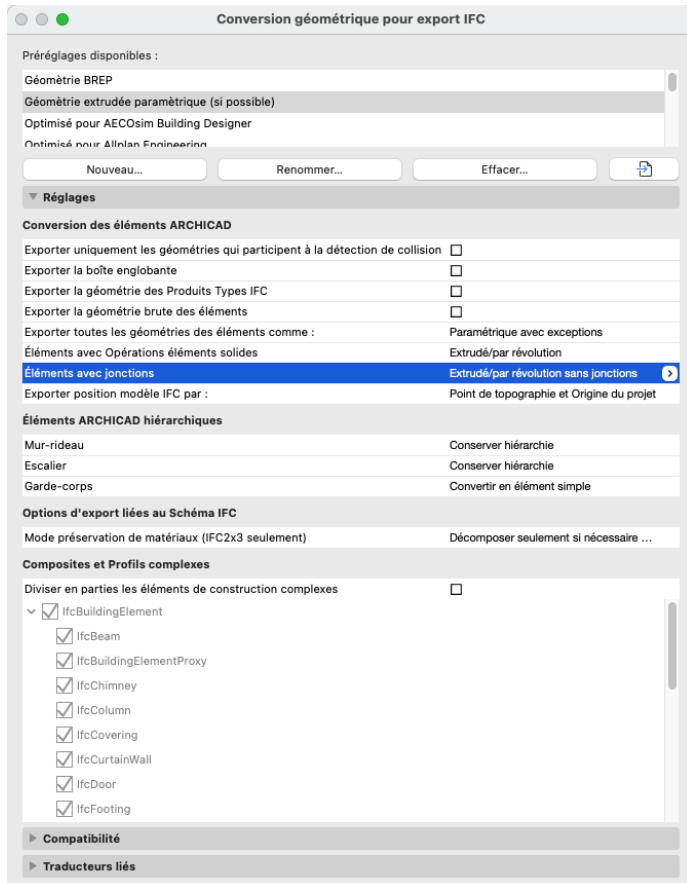 Conversion géométrique pour export IFC
Préréglages disponibles :
Géomètrie BREP
Géomètrie extrudée paramètrique (si possible)
Optimisé pour AECOsim Building Designer
Optimisé pour Allplan Engineering
Nouveau... Renommer... Effacer...
Réglages
Conversion des éléments ARCHICAD
Exporter uniquement les géométries qui participent à la détection de collision
Exporter la boîte englobante
Exporter la géométrie des Produits Types IFC
Exporter la géométrie brute des éléments
Exporter toutes les géométries des éléments comme : Paramétrique avec exceptions
Éléments avec Opérations éléments solides Extrudé/par révolution
Éléments avec jonctions Extrudé/par révolution sans jonctions
Exporter position modèle IFC par : Point de topographie et Origine du projet
Éléments ARCHICAD hiérarchiques
Mur-rideau Conserver hiérarchie
Escalier Conserver hiérarchie
Garde-corps Convertir en élément simple
Options d'export liées au Schéma IFC
Mode préservation de matériaux (IFC2x3 seulement) Décomposer seulement si nécessaire ...
Composites et Profils complexes
Diviser en parties les éléments de construction complexes
IfcBuildingElement
IfcBeam
IfcBuildingElementProxy
IfcChimney
IfcColumn
IfcCovering
IfcCurtainWall
IfcDoor
IfcFooting
Compatibilité
Traducteurs liés